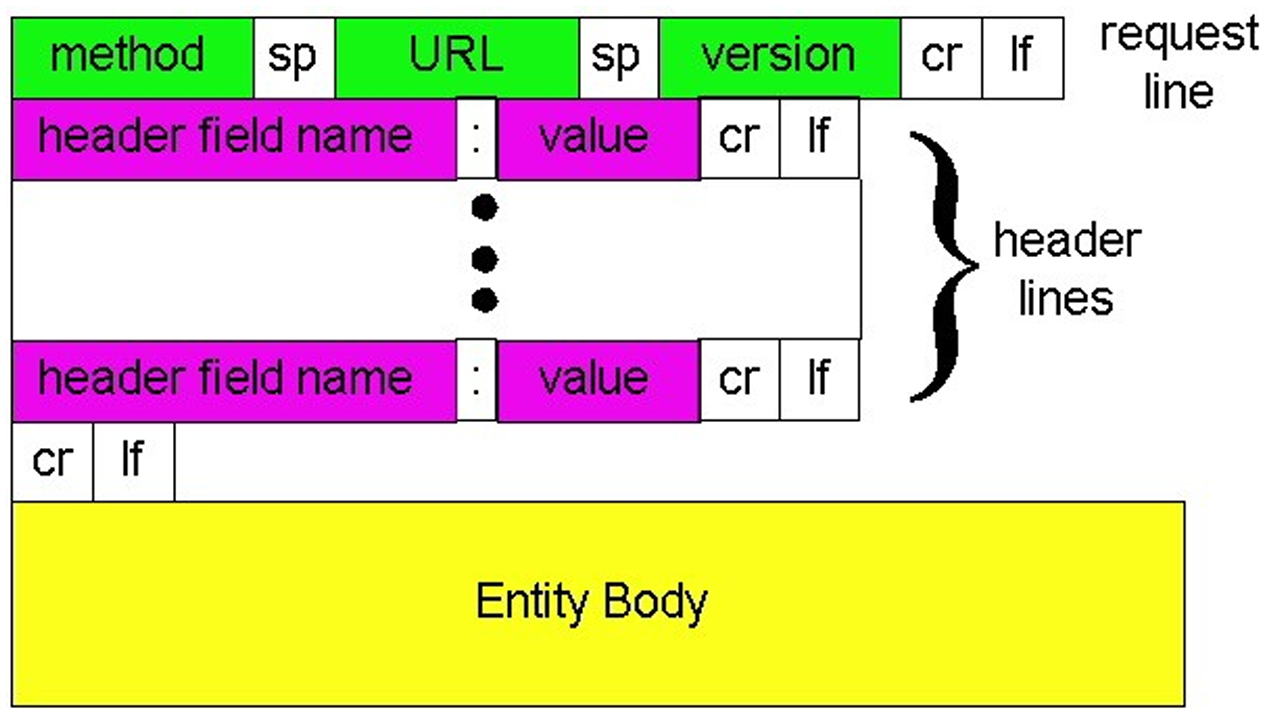 method sp URL sp version cr lf
request
line
header field name : value cr lf
header
lines
header field name : value cr lf
cr lf
Entity Body